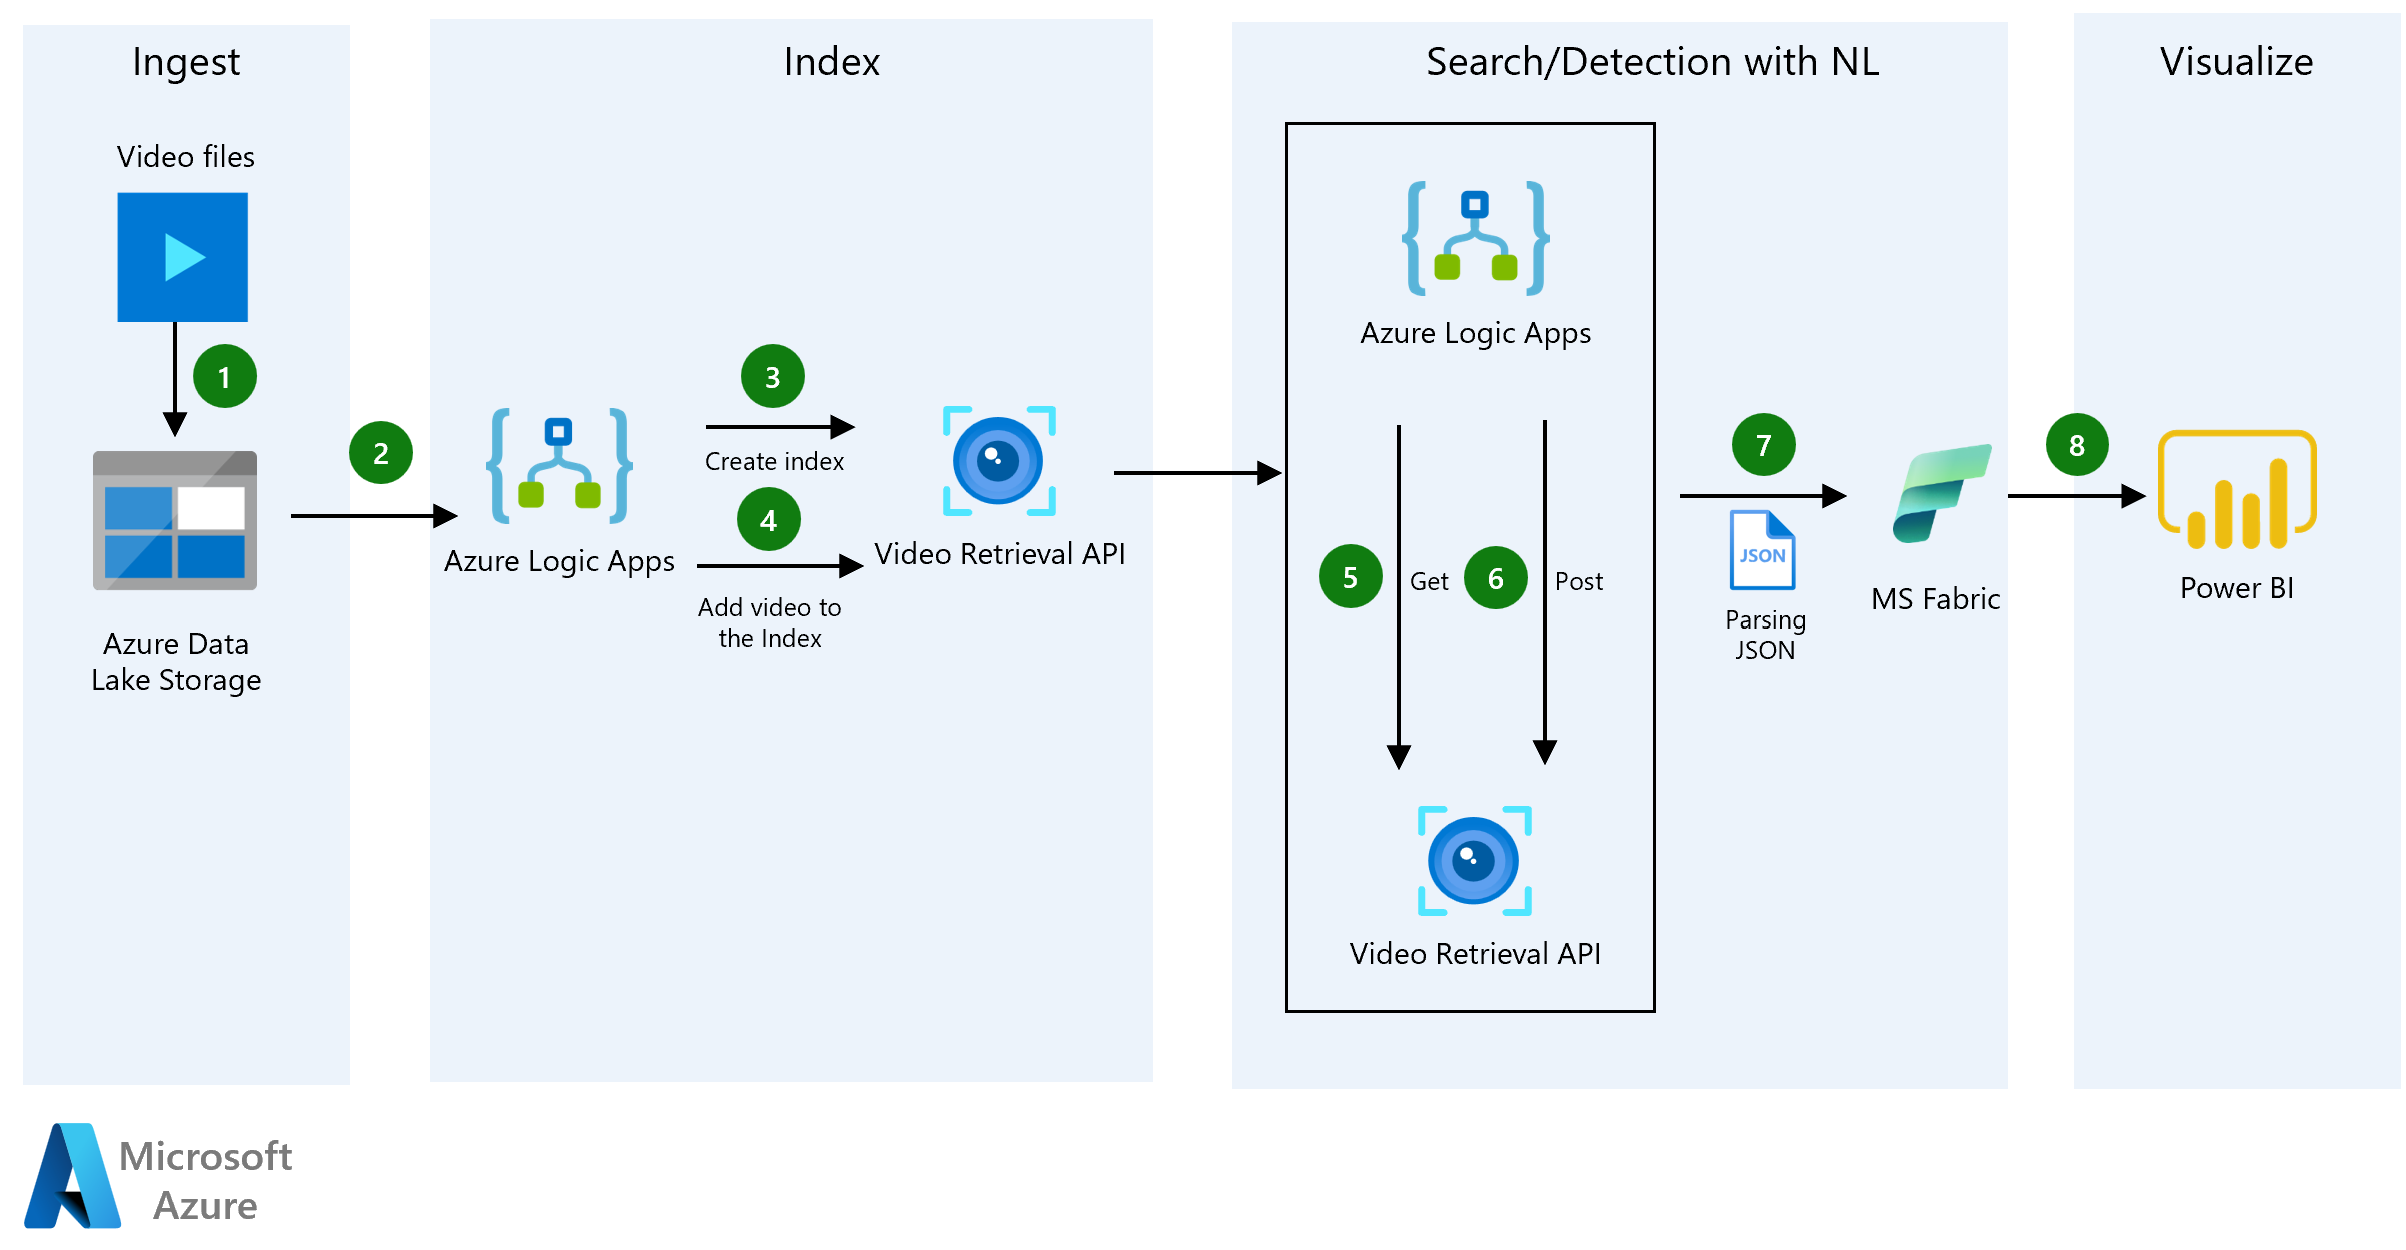 Ingest
Video files
1
Azure Data
Lake Storage
2
Index
Azure Logic Apps
3
Create index
4
Add video to
the Index
Video Retrieval API
Search/Detection with NL
Azure Logic Apps
5
Get
6
Post
Video Retrieval API
7
JSON
Parsing
JSON
MS Fabric
Visualize
8
Power BI
Microsoft
Azure